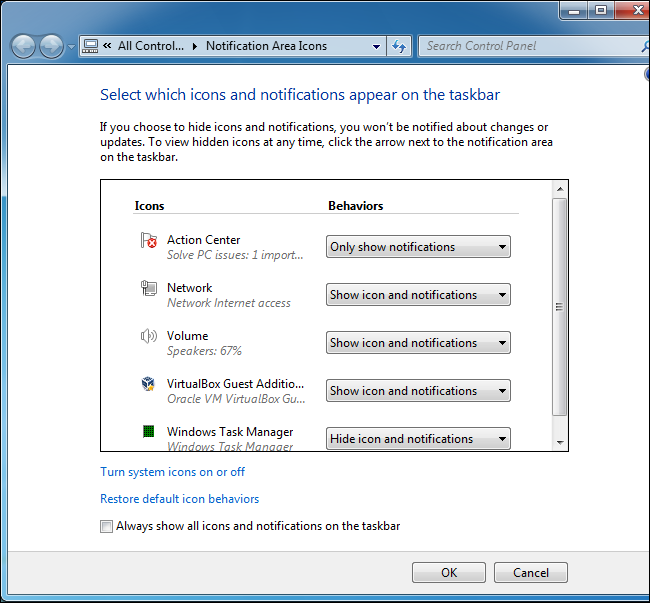 « All Control... ▸ Notification Area Icons
Search Control Panel
Select which icons and notifications appear on the taskbar
If you choose to hide icons and notifications, you won't be notified about changes or
updates. To view hidden icons at any time, click the arrow next to the notification area
on the taskbar.
Icons Behaviors
Action Center
Solve PC issues: 1 import...
Only show notifications
Network
Network Internet access
Show icon and notifications
Volume
Speakers: 67%
Show icon and notifications
VirtualBox Guest Additio...
Oracle VM VirtualBox Gu...
Show icon and notifications
Windows Task Manager
Windows Task Manager
Hide icon and notifications
Turn system icons on or off
Restore default icon behaviors
Always show all icons and notifications on the taskbar
OK Cancel